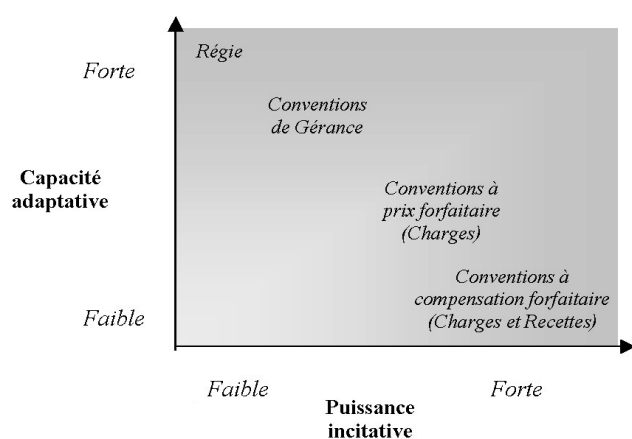 Régie
Forte
Conventions
de Gérance
Capacité
adaptative
Conventions à
prix forfaitaire
(Charges)
Conventions à
compensation forfaitaire
(Charges et Recettes)
Faible
Faible
Forte
Puissance
incitative